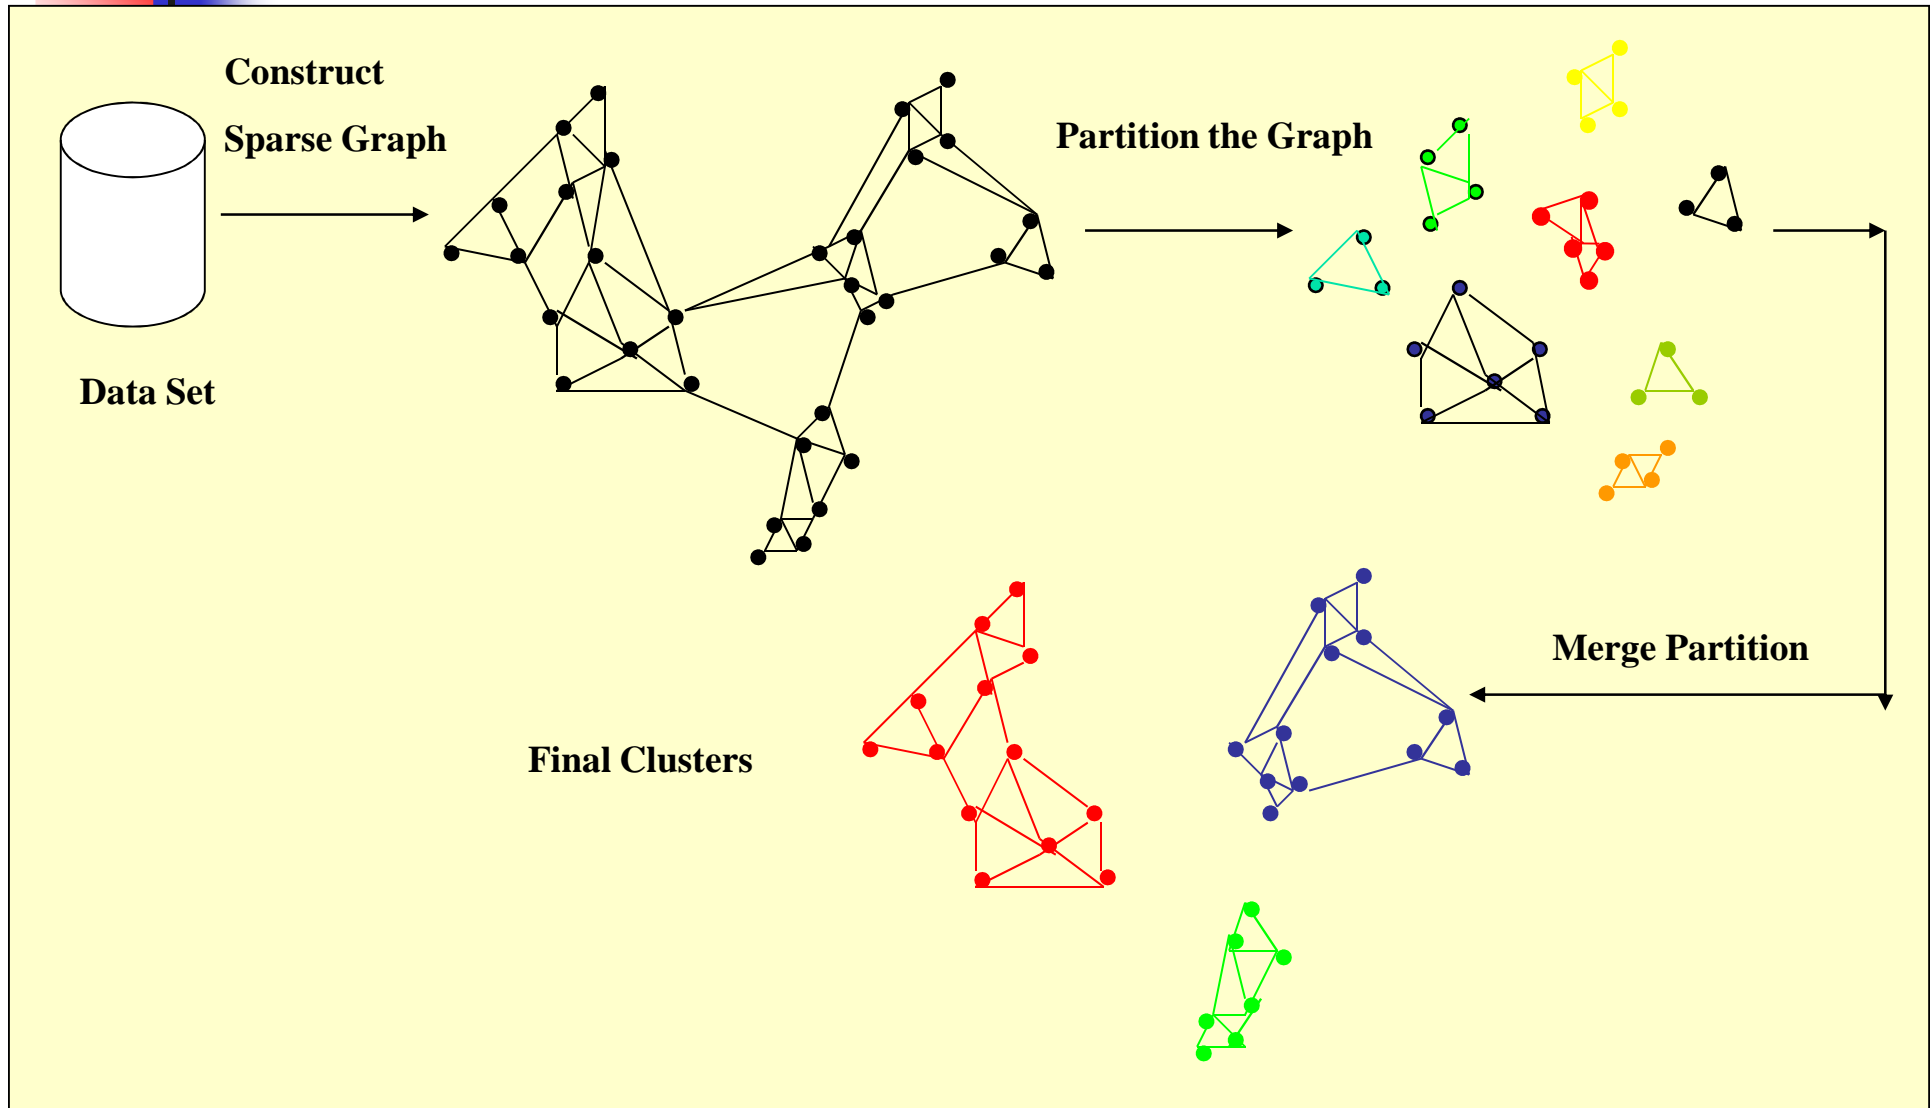 Construct
Sparse Graph
Data Set
Partition the Graph
Merge Partition
Final Clusters